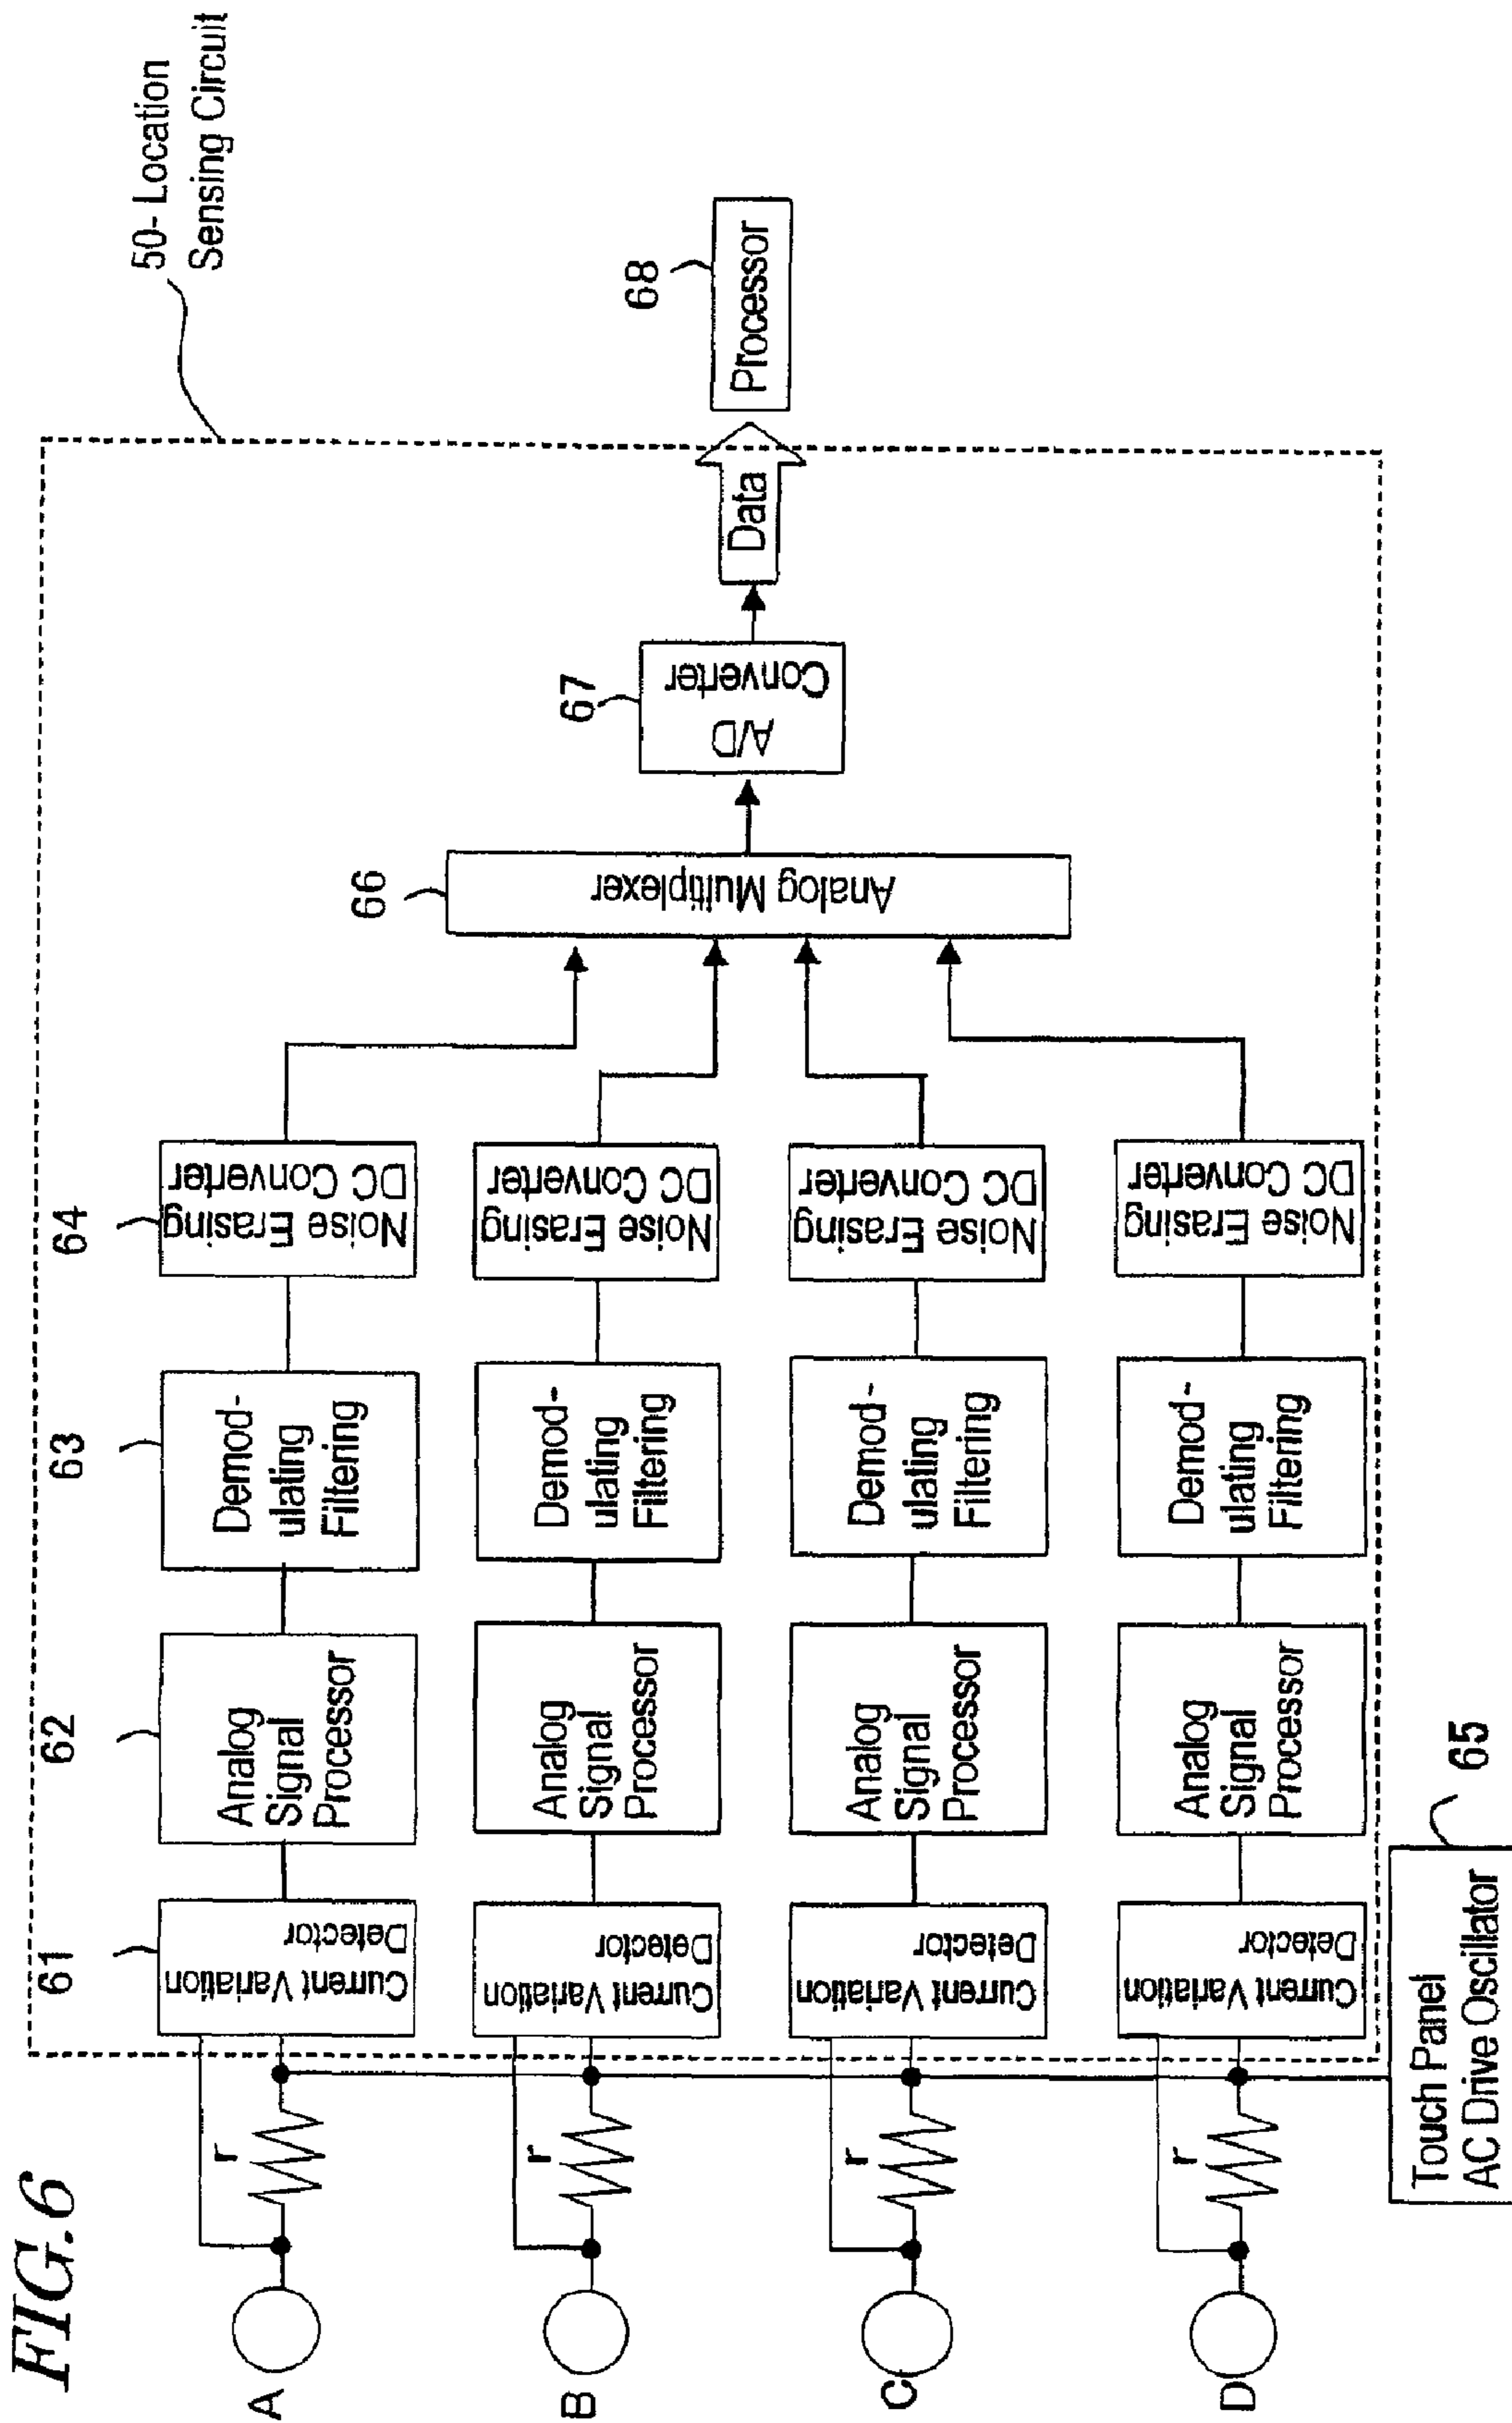 FIG.6
50- Location
Sensing Circuit
A
r
61
Current Variation
Detector
62
Analog
Signal
Processor
63
Demod-
ulating
Filtering
64
Noise Erasing
DC Converter
B
r
Current Variation
Detector
Analog
Signal
Processor
Demod-
ulating
Filtering
Noise Erasing
DC Converter
C
r
Current Variation
Detector
Analog
Signal
Processor
Demod-
ulating
Filtering
Noise Erasing
DC Converter
D
r
Current Variation
Detector
Analog
Signal
Processor
Demod-
ulating
Filtering
Noise Erasing
DC Converter
66
Analog Multiplexer
67
A/D
Converter
Data
68
Processor
Touch Panel
AC Drive Oscillator
65